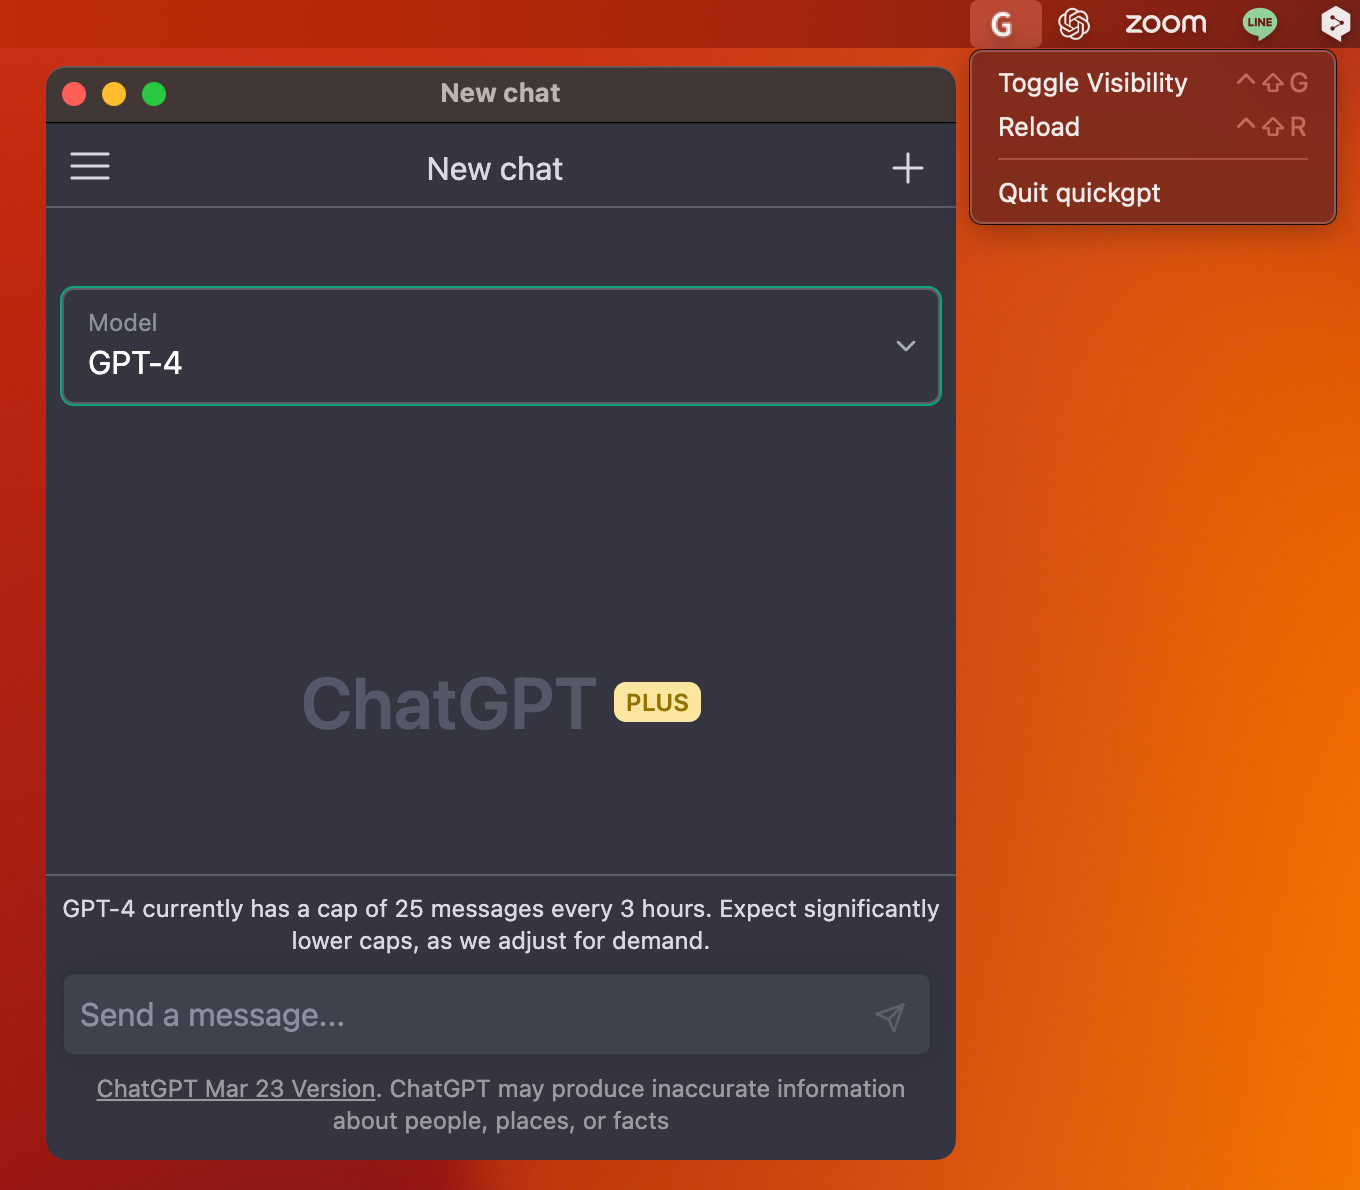 G
zoom
LINE
Toggle Visibility ⌃⇧G
Reload ⌃⇧R
Quit quickgpt
New chat
New chat
Model
GPT-4
ChatGPT PLUS
GPT-4 currently has a cap of 25 messages every 3 hours. Expect significantly
lower caps, as we adjust for demand.
Send a message...
ChatGPT Mar 23 Version. ChatGPT may produce inaccurate information
about people, places, or facts